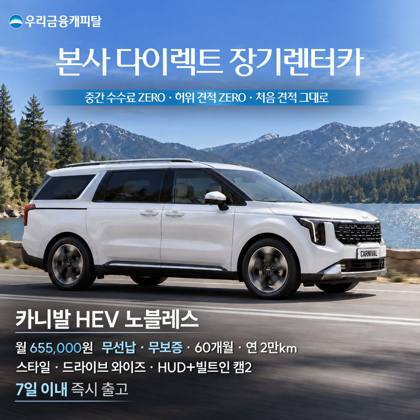 우리금융캐피탈
본사 다이렉트 장기렌터카
중간 수수료 ZERO · 허위 견적 ZERO · 처음 견적 그대로
CARNIVAL
카니발 HEV 노블레스
월 655,000원 무선납 · 무보증 · 60개월 · 연 2만km
스타일 · 드라이브 와이즈 · HUD+빌트인 캠2
7일 이내 즉시 출고